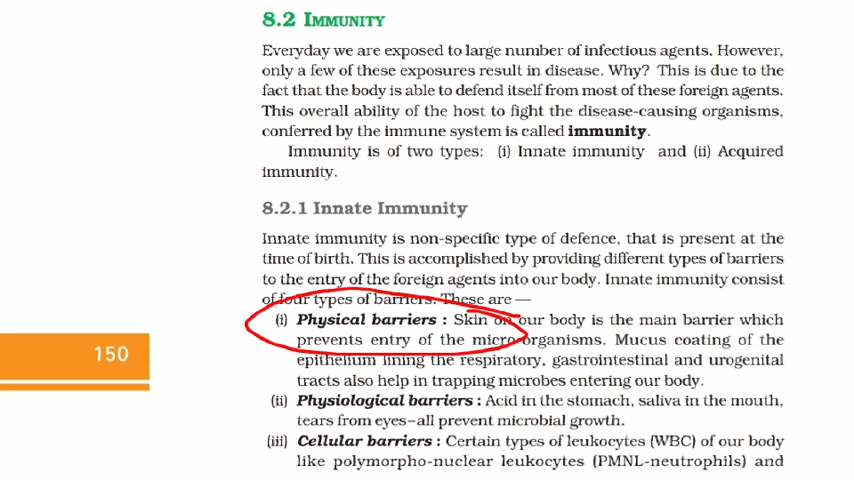 8.2 IMMUNITY
Everyday we are exposed to large number of infectious agents. However,
only a few of these exposures result in disease. Why? This is due to the
fact that the body is able to defend itself from most of these foreign agents.
This overall ability of the host to fight the disease-causing organisms,
conferred by the immune system is called immunity.
Immunity is of two types: (i) Innate immunity and (ii) Acquired
immunity.
8.2.1 Innate Immunity
Innate immunity is non-specific type of defence, that is present at the
time of birth. This is accomplished by providing different types of barriers
to the entry of the foreign agents into our body. Innate immunity consist
of four types of barriers. These are —
(i) Physical barriers : Skin on our body is the main barrier which
prevents entry of the micro-organisms. Mucus coating of the
epithelium lining the respiratory, gastrointestinal and urogenital
tracts also help in trapping microbes entering our body.
(ii) Physiological barriers : Acid in the stomach, saliva in the mouth,
tears from eyes–all prevent microbial growth.
(iii) Cellular barriers : Certain types of leukocytes (WBC) of our body
like polymorpho-nuclear leukocytes (PMNL-neutrophils) and
150